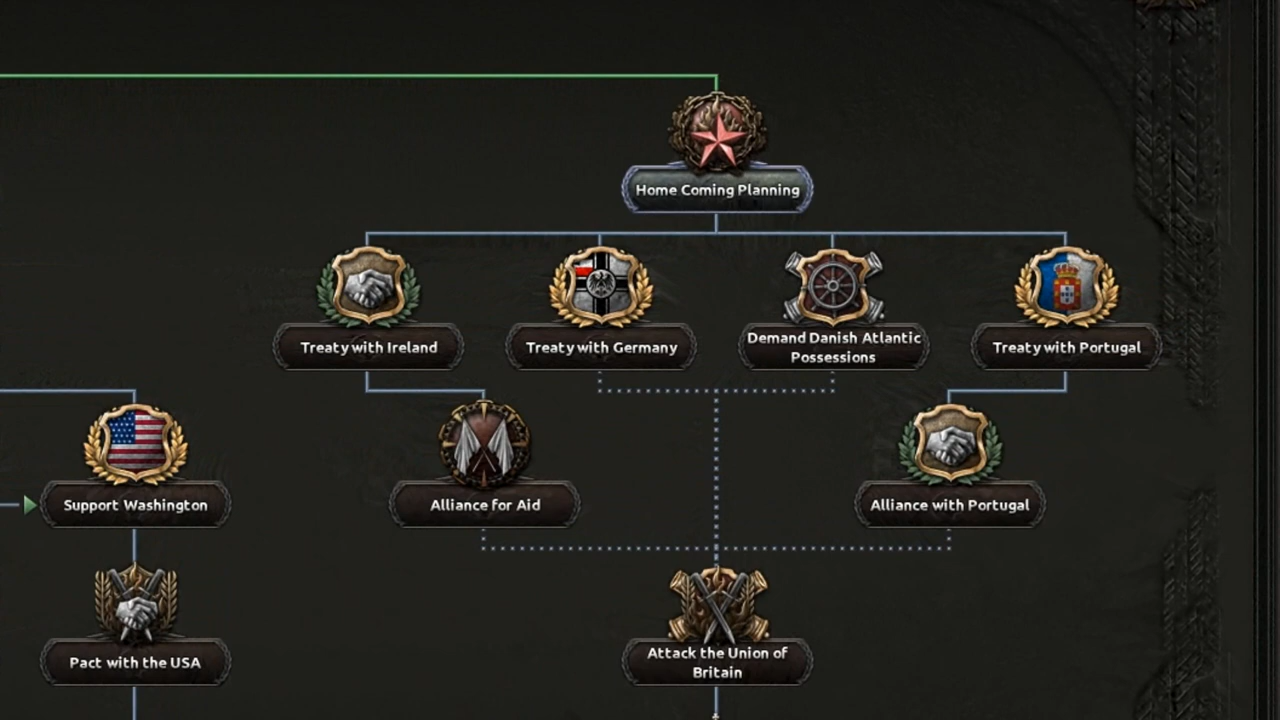 Home Coming Planning
Treaty with Ireland
Treaty with Germany
Demand Danish Atlantic
Possessions
Treaty with Portugal
Support Washington
Alliance for Aid
Alliance with Portugal
Pact with the USA
Attack the Union of
Britain